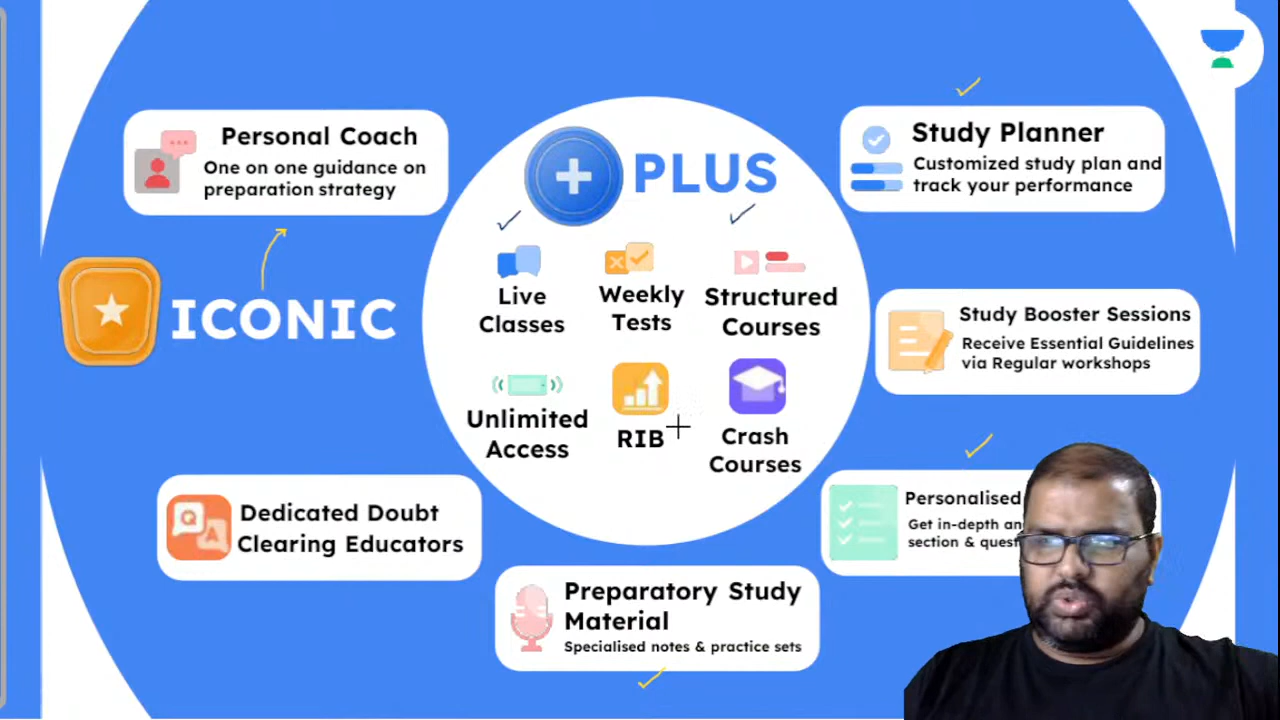 Personal Coach
One on one guidance on
preparation strategy
ICONIC
PLUS
Live
Classes
Weekly
Tests
Structured
Courses
Unlimited
Access
RIB
Crash
Courses
Study Planner
Customized study plan and
track your performance
Study Booster Sessions
Receive Essential Guidelines
via Regular workshops
Personalised
Get in-depth
section &
Dedicated Doubt
Clearing Educators
Q
A
Preparatory Study
Material
Specialised notes & practice sets